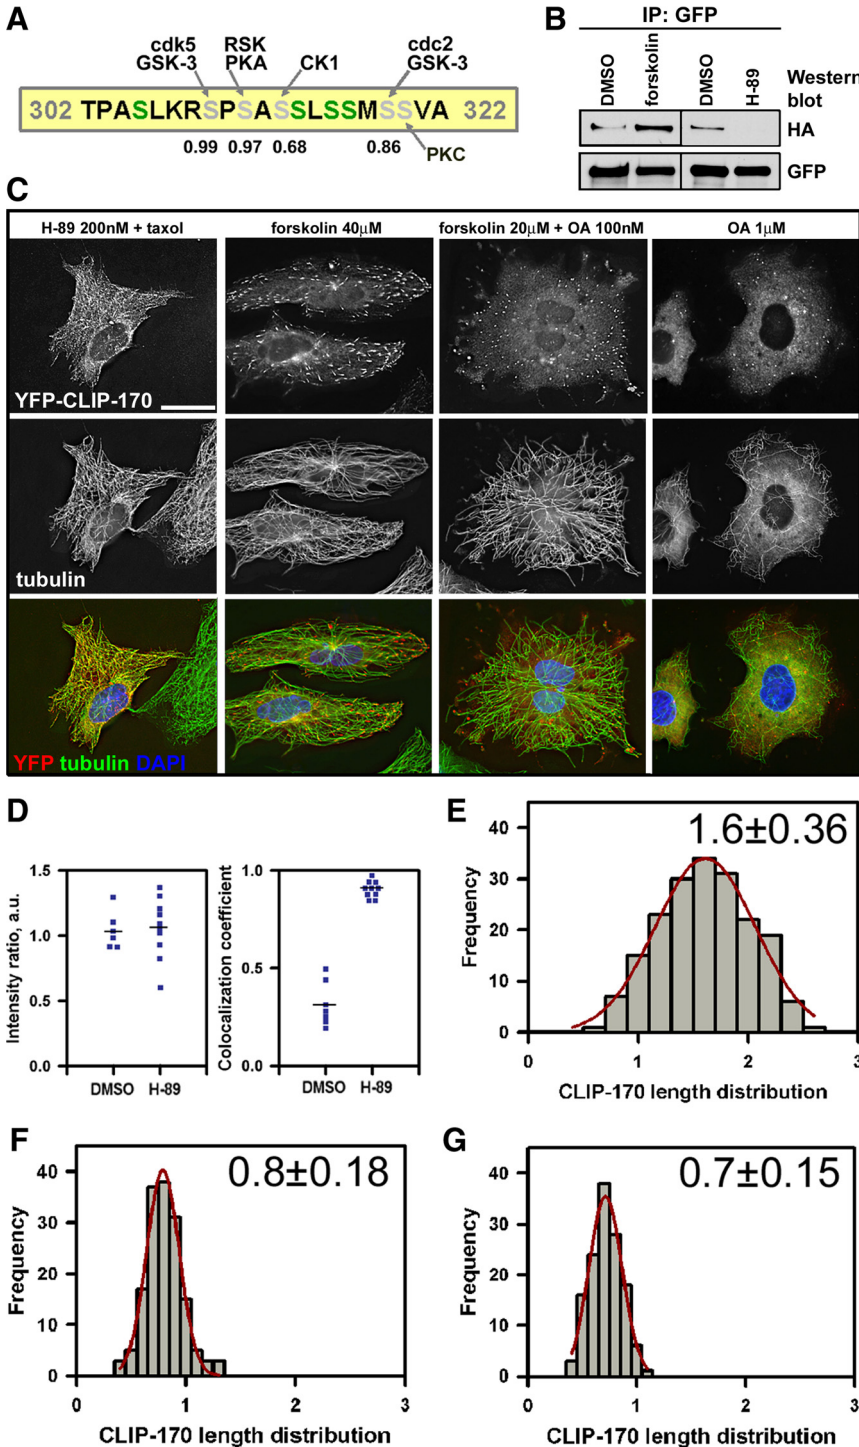 A
cdk5
GSK-3
RSK
PKA
CK1
cdc2
GSK-3
302 TPASLKRSPSASSLSSMSSVA 322
0.99 0.97 0.68 0.86
PKC
B
IP: GFP
DMSO
forskolin
DMSO
H-89
Western
blot
HA
GFP
C
H-89 200nM + taxol
forskolin 40μM
forskolin 20μM + OA 100nM
OA 1μM
YFP-CLIP-170
tubulin
YFP tubulin DAPI
D
Intensity ratio, a.u.
1.5
1.0
0.5
0.0
DMSO H-89
Colocalization coefficient
1.0
0.5
0.0
DMSO H-89
E
1.6±0.36
Frequency
40
30
20
10
0
0 1 2 3
CLIP-170 length distribution
F
0.8±0.18
Frequency
40
30
20
10
0
0 1 2 3
CLIP-170 length distribution
G
0.7±0.15
Frequency
40
30
20
10
0
0 1 2 3
CLIP-170 length distribution